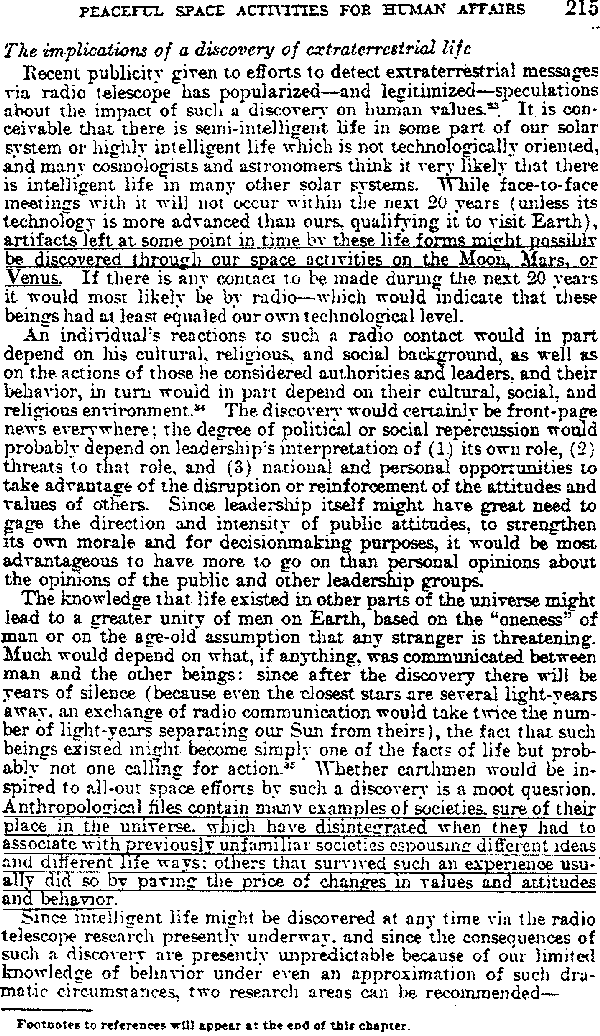 PEACEFUL SPACE ACTIVITIES FOR HUMAN AFFAIRS 215
The implications of a discovery of extraterrestrial life
Recent publicity given to efforts to detect extraterrestrial messages
via radio telescope has popularized—and legitimized—speculations
about the impact of such a discovery on human values.³³ It is con-
ceivable that there is semi-intelligent life in some part of our solar
system or highly intelligent life which is not technologically oriented,
and many cosmologists and astronomers think it very likely that there
is intelligent life in many other solar systems. While face-to-face
meetings with it will not occur within the next 20 years (unless its
technology is more advanced than ours, qualifying it to visit Earth),
artifacts left at some point in time by these life forms might possibly
be discovered through our space activities on the Moon, Mars, or
Venus. If there is any contact to be made during the next 20 years
it would most likely be by radio—which would indicate that these
beings had at least equaled our own technological level.
An individual's reactions to such a radio contact would in part
depend on his cultural, religious, and social background, as well as
on the actions of those he considered authorities and leaders, and their
behavior, in turn would in part depend on their cultural, social, and
religious environment.³⁴ The discovery would certainly be front-page
news everywhere; the degree of political or social repercussion would
probably depend on leadership's interpretation of (1) its own role, (2)
threats to that role, and (3) national and personal opportunities to
take advantage of the disruption or reinforcement of the attitudes and
values of others. Since leadership itself might have great need to
gage the direction and intensity of public attitudes, to strengthen
its own morale and for decisionmaking purposes, it would be most
advantageous to have more to go on than personal opinions about
the opinions of the public and other leadership groups.
The knowledge that life existed in other parts of the universe might
lead to a greater unity of men on Earth, based on the "oneness" of
man or on the age-old assumption that any stranger is threatening.
Much would depend on what, if anything, was communicated between
man and the other beings: since after the discovery there will be
years of silence (because even the closest stars are several light-years
away, an exchange of radio communication would take twice the num-
ber of light-years separating our Sun from theirs), the fact that such
beings existed might become simply one of the facts of life but prob-
ably not one calling for action.³⁵ Whether earthmen would be in-
spired to all-out space efforts by such a discovery is a moot question.
Anthropological files contain many examples of societies, sure of their
place in the universe, which have disintegrated when they had to
associate with previously unfamiliar societies espousing different ideas
and different life ways; others that survived such an experience usu-
ally did so by paying the price of changes in values and attitudes
and behavior.
Since intelligent life might be discovered at any time via the radio
telescope research presently underway, and since the consequences of
such a discovery are presently unpredictable because of our limited
knowledge of behavior under even an approximation of such dra-
matic circumstances, two research areas can be recommended—
Footnotes to references will appear at the end of this chapter.